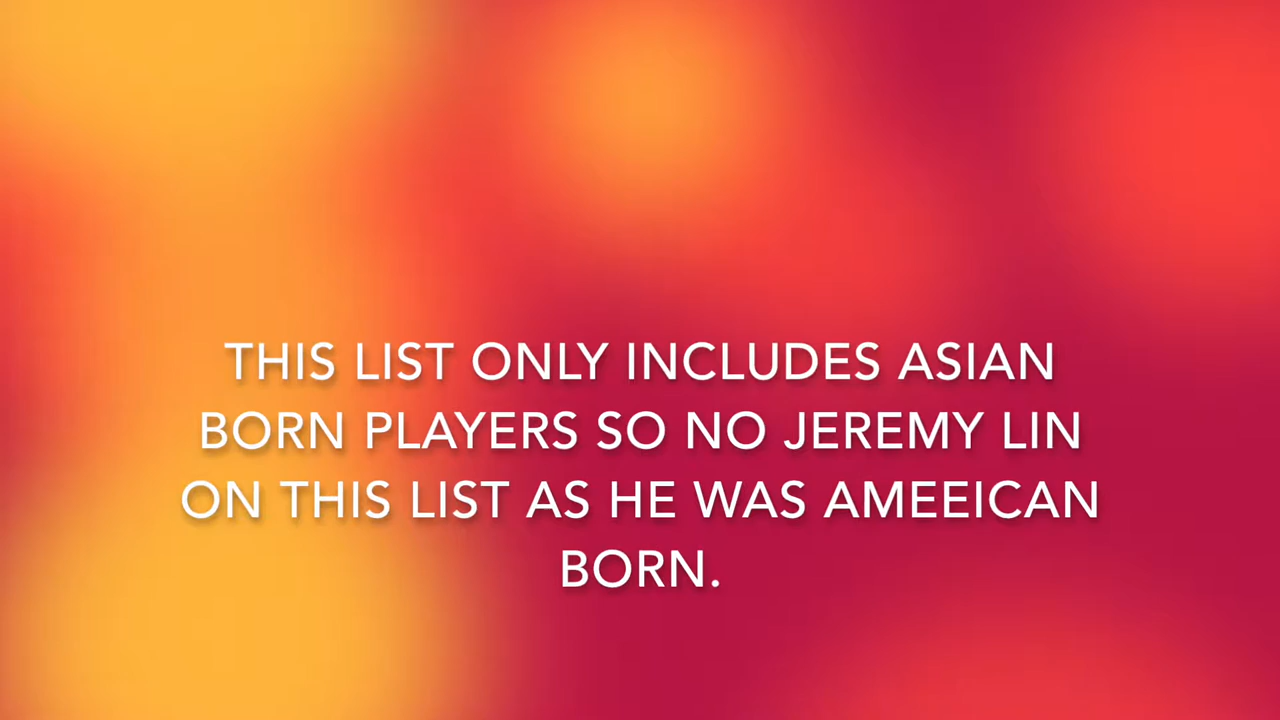 THIS LIST ONLY INCLUDES ASIAN
BORN PLAYERS SO NO JEREMY LIN
ON THIS LIST AS HE WAS AMEEICAN
BORN.